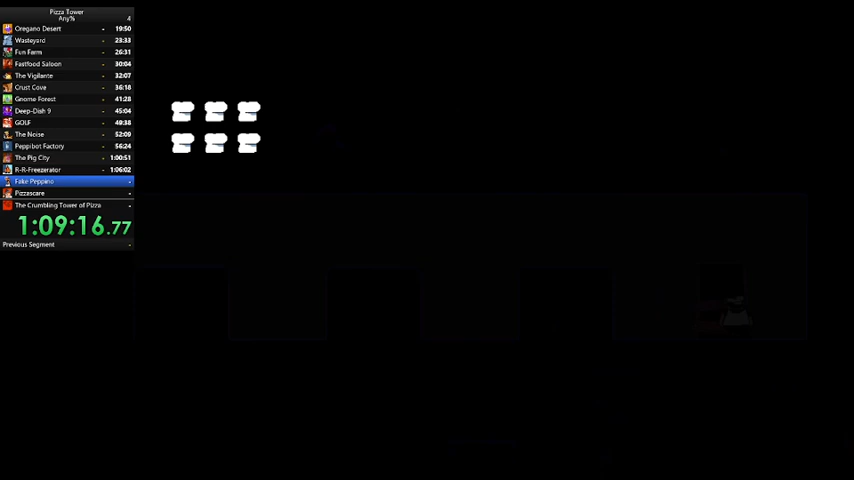 Pizza Tower
Any% 4
Oregano Desert - 19:50
Wasteyard - 23:33
Fun Farm - 26:31
Fastfood Saloon - 30:04
The Vigilante - 32:07
Crust Cove - 36:18
Gnome Forest - 41:28
Deep-Dish 9 - 45:04
GOLF - 49:38
The Noise - 52:09
Peppibot Factory - 56:24
The Pig City - 1:00:51
R-R-Freezerator - 1:06:02
Fake Peppino -
Pizzascare -
The Crumbling Tower of Pizza -
1:09:16.77
Previous Segment -